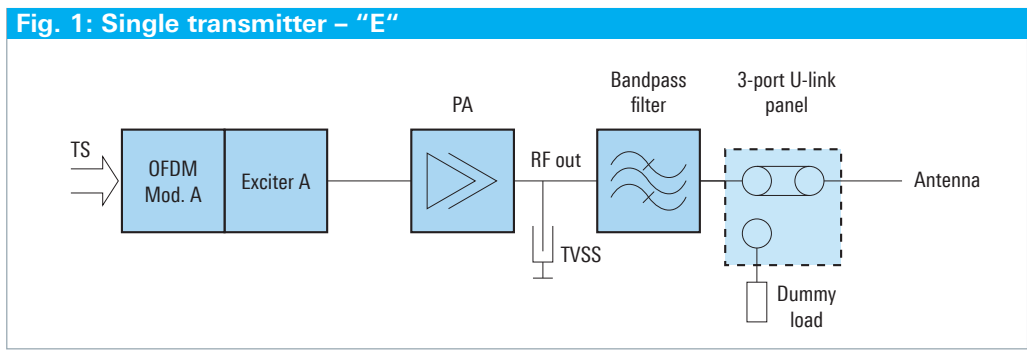 Fig. 1: Single transmitter – “E“
TS
OFDM
Mod. A
Exciter A
PA
RF out
TVSS
Bandpass
filter
3-port U-link
panel
Antenna
Dummy
load